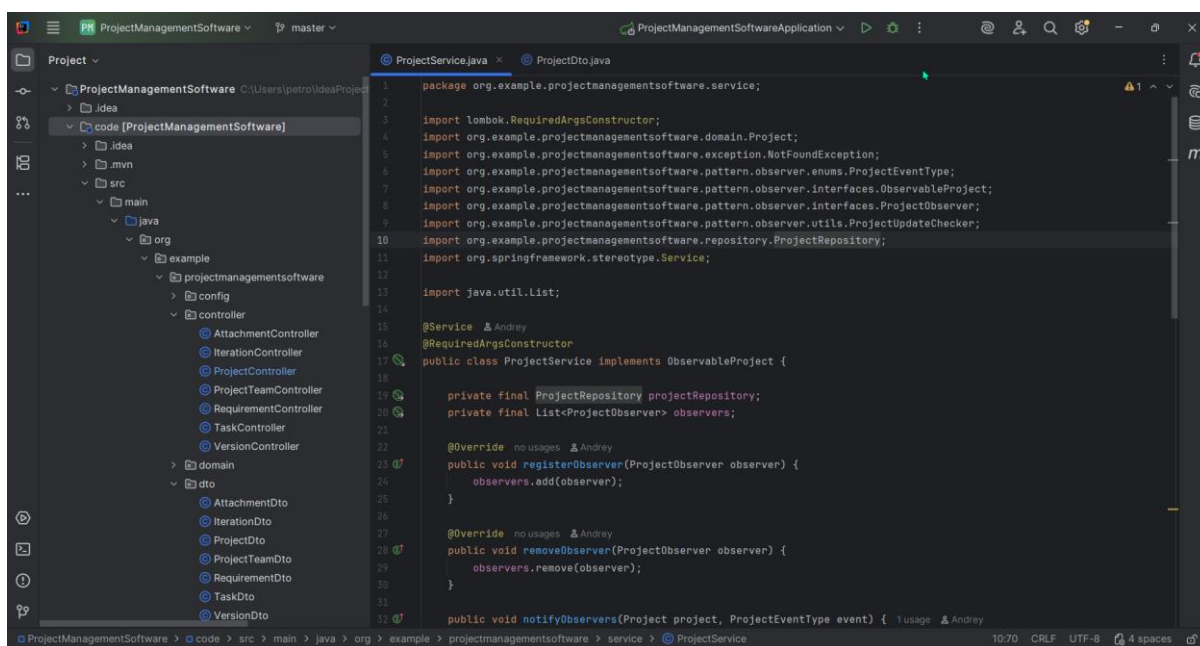 PM ProjectManagementSoftware master ProjectManagementSoftwareApplication
Project
ProjectManagementSoftware C:\Users\petro\IdeaProject
.idea
code [ProjectManagementSoftware]
.idea
.mvn
src
main
java
org
example
projectmanagementsoftware
config
controller
AttachmentController
IterationController
ProjectController
ProjectTeamController
RequirementController
TaskController
VersionController
domain
dto
AttachmentDto
IterationDto
ProjectDto
ProjectTeamDto
RequirementDto
TaskDto
VersionDto
ProjectService.java ProjectDto.java
1 package org.example.projectmanagementsoftware.service; 1
2
3 import lombok.RequiredArgsConstructor;
4 import org.example.projectmanagementsoftware.domain.Project;
5 import org.example.projectmanagementsoftware.exception.NotFoundException;
6 import org.example.projectmanagementsoftware.pattern.observer.enums.ProjectEventType;
7 import org.example.projectmanagementsoftware.pattern.observer.interfaces.ObservableProject;
8 import org.example.projectmanagementsoftware.pattern.observer.interfaces.ProjectObserver;
9 import org.example.projectmanagementsoftware.pattern.observer.utils.ProjectUpdateChecker;
10 import org.example.projectmanagementsoftware.repository.ProjectRepository;
11 import org.springframework.stereotype.Service;
12
13 import java.util.List;
14
15 @Service Andrey
16 @RequiredArgsConstructor
17 public class ProjectService implements ObservableProject {
18
19 private final ProjectRepository projectRepository;
20 private final List<ProjectObserver> observers;
21
22 @Override no usages Andrey
23 public void registerObserver(ProjectObserver observer) {
24 observers.add(observer);
25 }
26
27 @Override no usages Andrey
28 public void removeObserver(ProjectObserver observer) {
29 observers.remove(observer);
30 }
31
32 public void notifyObservers(Project project, ProjectEventType event) { 1 usage Andrey
ProjectManagementSoftware > code > src > main > java > org > example > projectmanagementsoftware > service > ProjectService 10:70 CRLF UTF-8 4 spaces